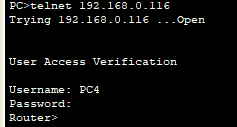 PC>telnet 192.168.0.116
Trying 192.168.0.116 ...Open
User Access Verification
Username: PC4
Password:
Router>